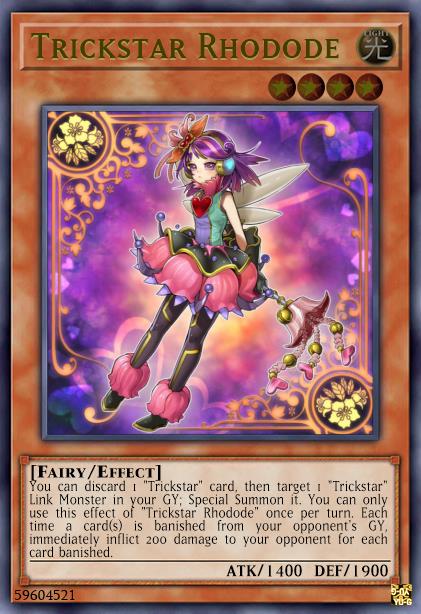 Trickstar Rhodode
LIGHT
光
[Fairy/Effect]
You can discard 1 "Trickstar" card, then target 1 "Trickstar"
Link Monster in your GY; Special Summon it. You can only
use this effect of "Trickstar Rhodode" once per turn. Each
time a card(s) is banished from your opponent's GY,
immediately inflict 200 damage to your opponent for each
card banished.
ATK/1400 DEF/1900
59604521